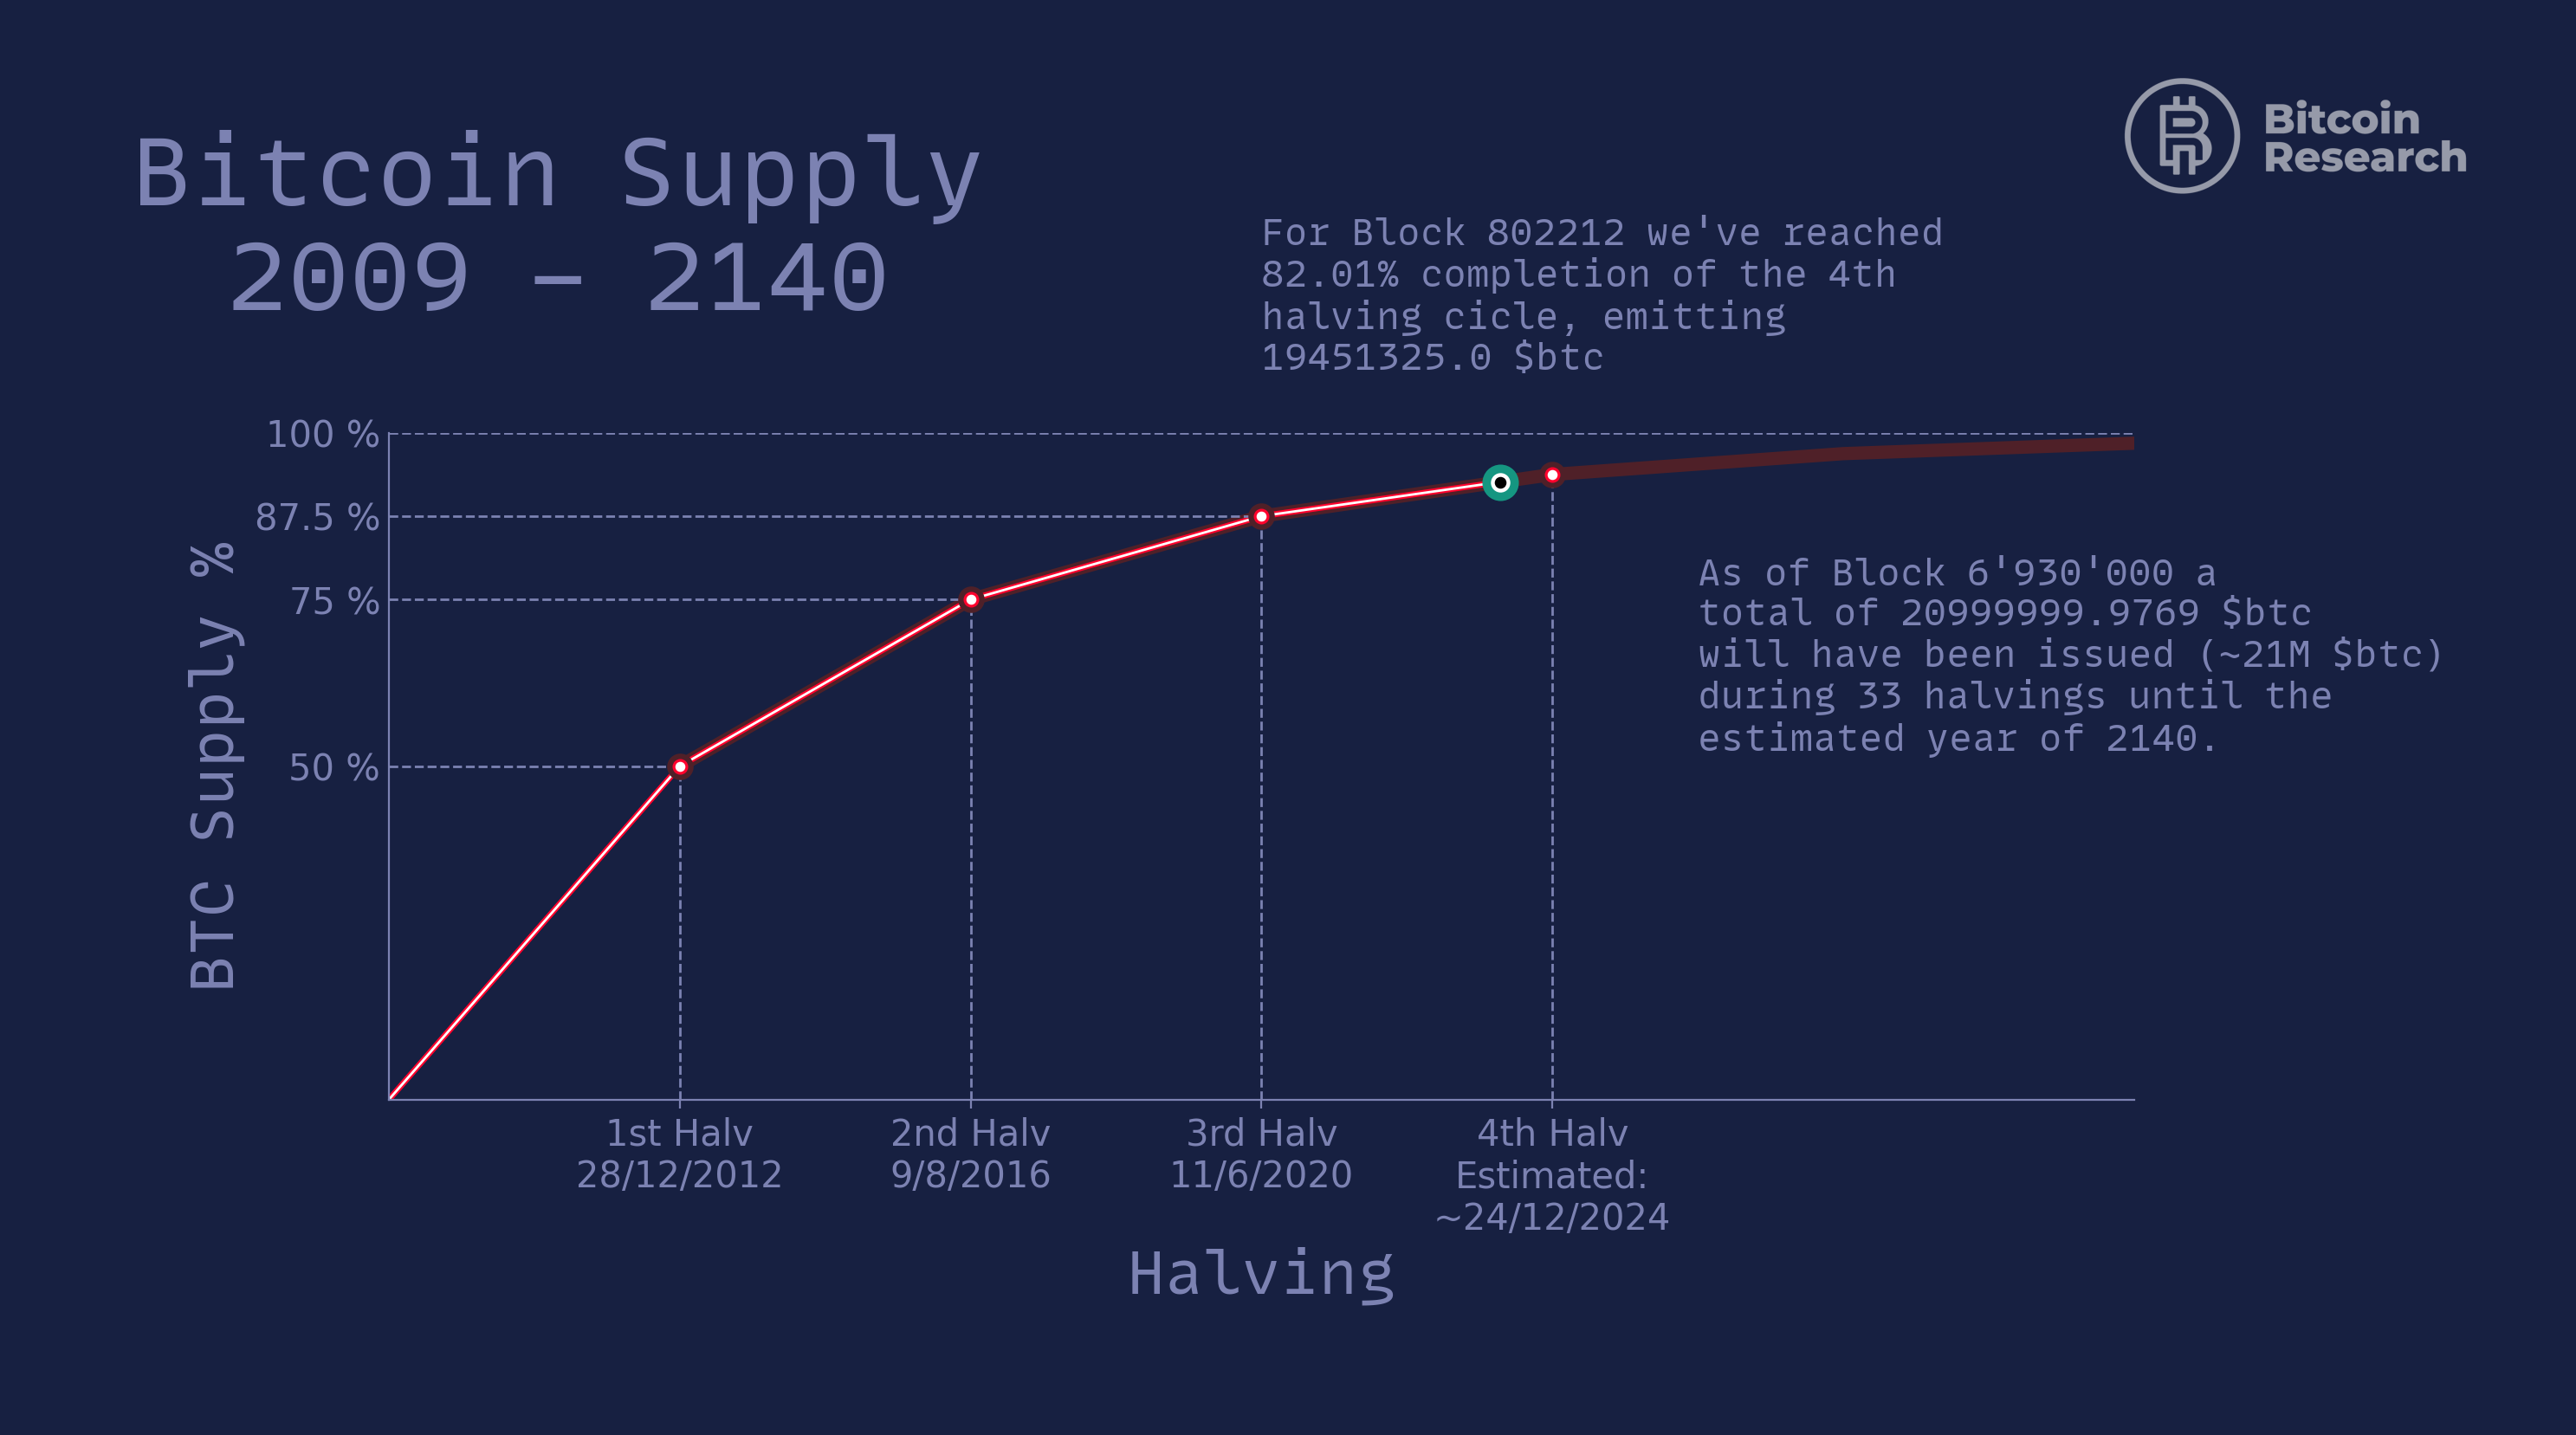 Bitcoin Supply
2009 – 2140
Bitcoin
Research
For Block 802212 we've reached
82.01% completion of the 4th
halving cicle, emitting
19451325.0 $btc
100 %
87.5 %
75 %
50 %
BTC Supply %
As of Block 6'930'000 a
total of 20999999.9769 $btc
will have been issued (~21M $btc)
during 33 halvings until the
estimated year of 2140.
1st Halv
28/12/2012
2nd Halv
9/8/2016
3rd Halv
11/6/2020
4th Halv
Estimated:
~24/12/2024
Halving